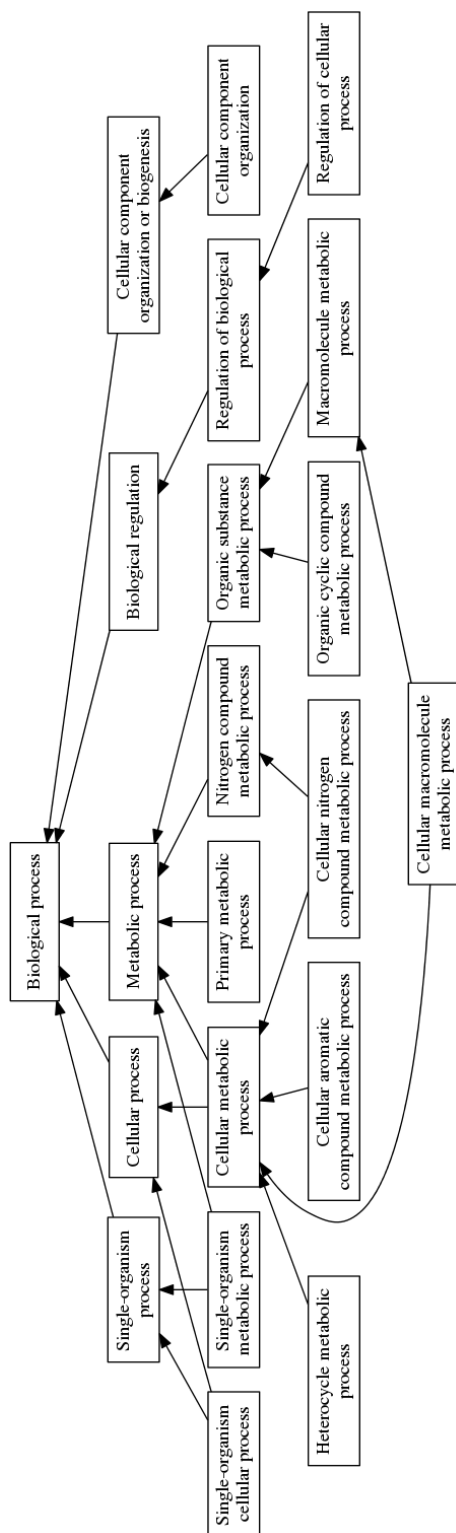 Biological process
Single-organism
process
Cellular process
Metabolic process
Biological regulation
Cellular component
organization or biogenesis
Single-organism
cellular process
Single-organism
metabolic process
Cellular metabolic
process
Primary metabolic
process
Nitrogen compound
metabolic process
Organic substance
metabolic process
Regulation of biological
process
Cellular component
organization
Heterocycle metabolic
process
Cellular aromatic
compound metabolic process
Cellular nitrogen
compound metabolic process
Organic cyclic compound
metabolic process
Macromolecule metabolic
process
Regulation of cellular
process
Cellular macromolecule
metabolic process